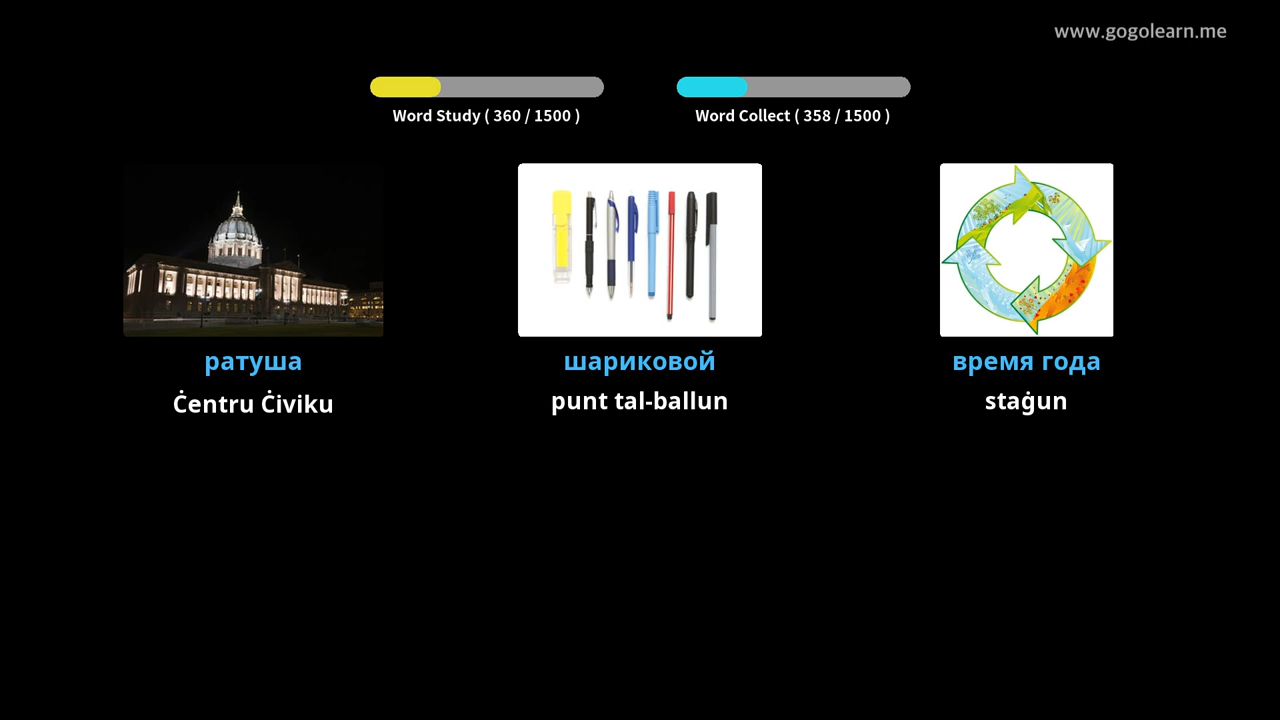 www.gogolearn.me
Word Study ( 360 / 1500 )
Word Collect ( 358 / 1500 )
ратуша
Ċentru Ċiviku
шариковой
punt tal-ballun
время года
staġun